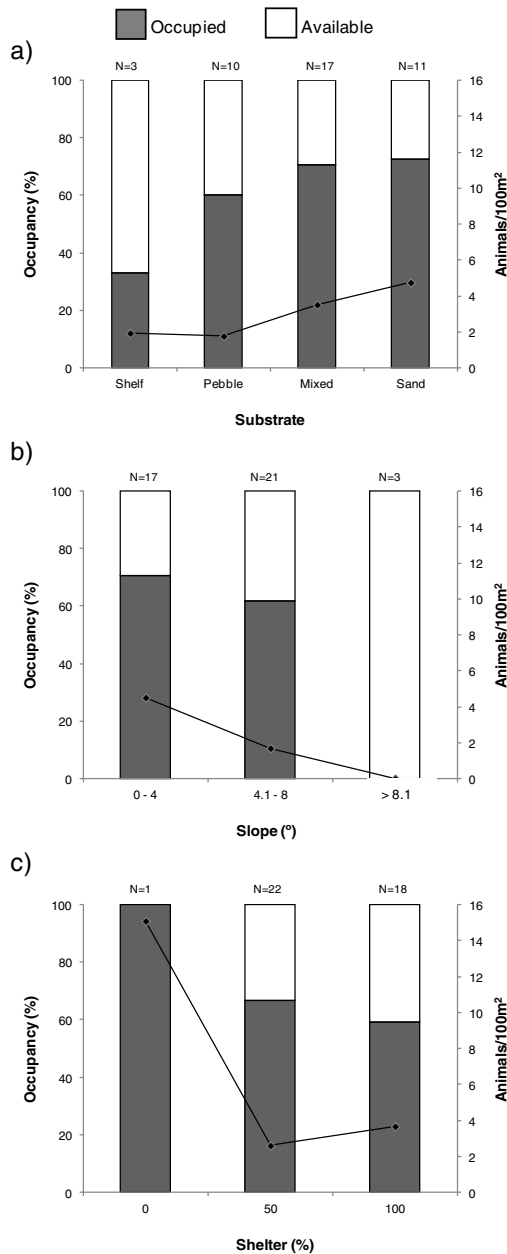 Occupied Available
a)
N=3 N=10 N=17 N=11
100 16
14
80
12
60 10
8
40 6
4
20
2
0 0
Occupancy (%)
Animals/100m²
Shelf Pebble Mixed Sand
Substrate
b)
N=17 N=21 N=3
100 16
14
80
12
60 10
8
40 6
4
20
2
0 0
Occupancy (%)
Animals/100m²
0 - 4 4.1 - 8 > 8.1
Slope (º)
c)
N=1 N=22 N=18
100 16
14
80
12
60 10
8
40 6
4
20
2
0 0
Occupancy (%)
Animals/100m²
0 50 100
Shelter (%)